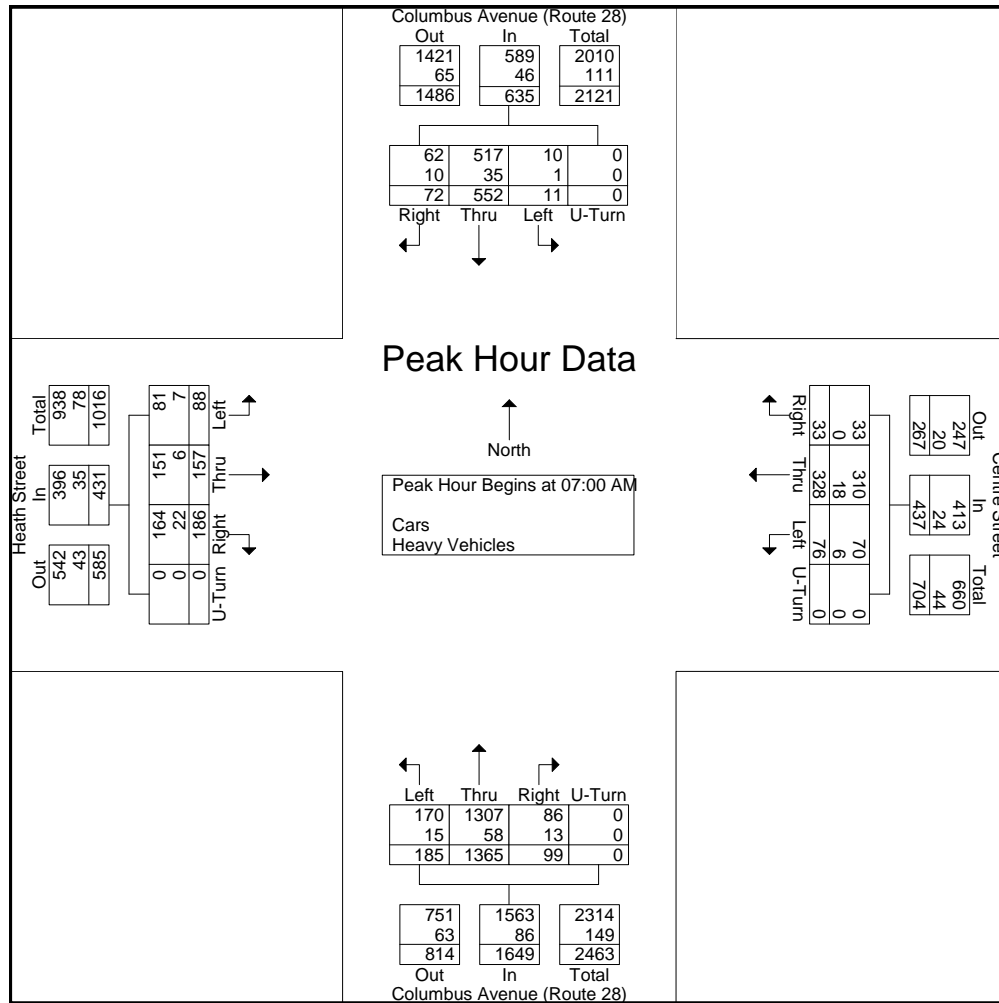 Columbus Avenue (Route 28)
Out In Total
1421 589 2010
65 46 111
1486 635 2121
62 517 10 0
10 35 1 0
72 552 11 0
Right Thru Left U-Turn
Peak Hour Data
North
Peak Hour Begins at 07:00 AM
Cars
Heavy Vehicles
Heath Street
Out In Total
542 396 938
43 35 78
585 431 1016
U-Turn Right Thru Left
0 164 151 81
0 22 6 7
0 186 157 88
Centre Street
Out In Total
247 413 660
20 24 44
267 437 704
33 310 70 0
0 18 6 0
33 328 76 0
Right Thru Left U-Turn
Left Thru Right U-Turn
170 1307 86 0
15 58 13 0
185 1365 99 0
751 1563 2314
63 86 149
814 1649 2463
Out In Total
Columbus Avenue (Route 28)